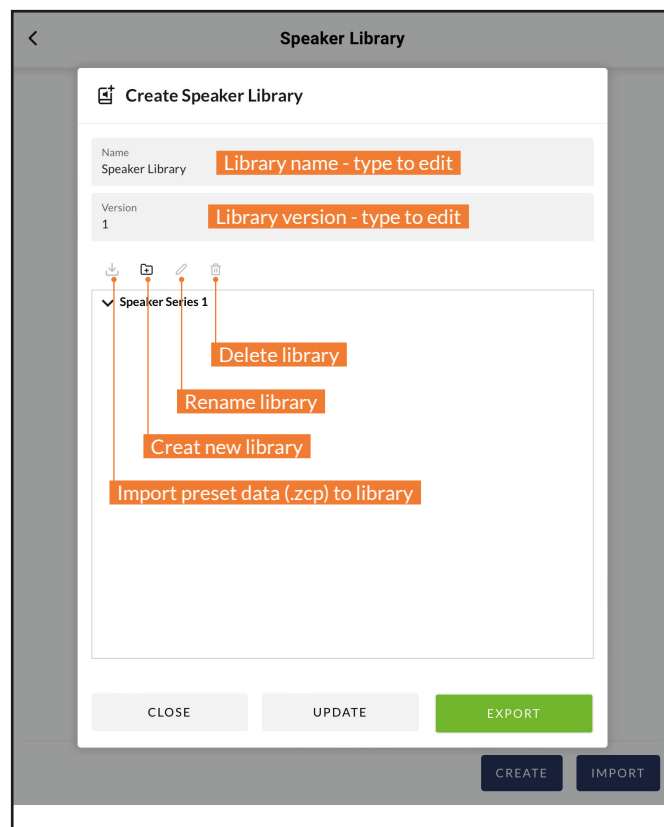 Speaker Library
Create Speaker Library
Name
Speaker Library
Library name - type to edit
Version
1
Library version - type to edit
Speaker Series 1
Delete library
Rename library
Creat new library
Import preset data (.zcp) to library
CLOSE
UPDATE
EXPORT
CREATE
IMPORT